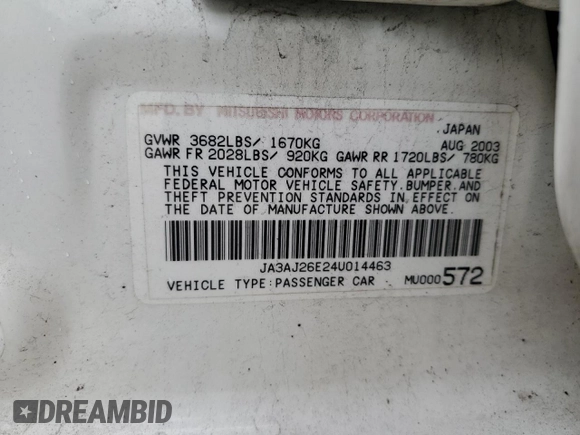 MFD. BY MITSUBISHI MOTORS CORPORATION
JAPAN
GVWR 3682LBS/ 1670KG AUG 2003
GAWR FR 2028LBS/ 920KG GAWR RR 1720LBS/ 780KG
THIS VEHICLE CONFORMS TO ALL APPLICABLE
FEDERAL MOTOR VEHICLE SAFETY, BUMPER, AND
THEFT PREVENTION STANDARDS IN EFFECT ON
THE DATE OF MANUFACTURE SHOWN ABOVE.
JA3AJ26E24U014463
VEHICLE TYPE:PASSENGER CAR MU000572
DREAMBID